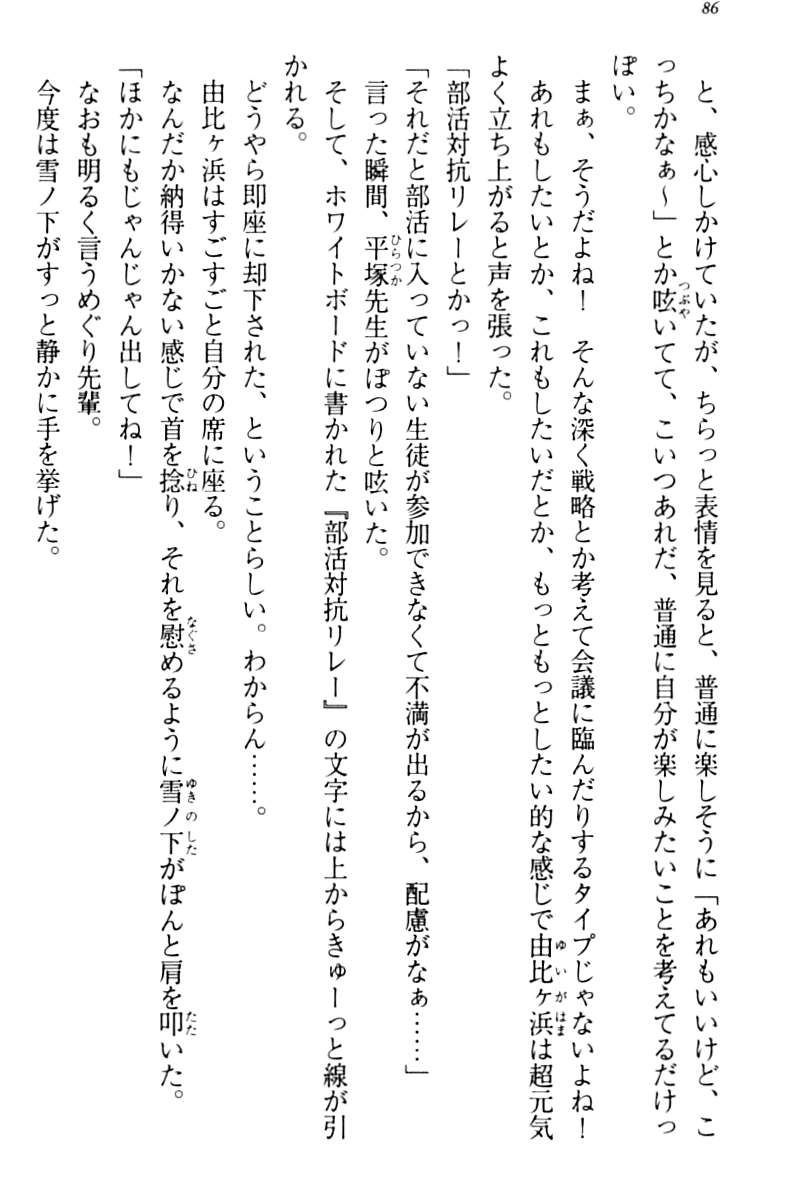 86
と、感心しかけていたが、ちらっと表情を見ると、普通に楽しそうに「あれもいいけど、こ
っちかなぁ～」とか呟いてて、こいつあれだ、普通に自分が楽しみたいことを考えてるだけっ
ぽい。
まぁ、そうだよね！　そんな深く戦略とか考えて会議に臨んだりするタイプじゃないよね！
あれもしたいとか、これもしたいだとか、もっともっとしたい的な感じで由比ヶ浜は超元気
よく立ち上がると声を張った。
「部活対抗リレーとかっ！」
「それだと部活に入っていない生徒が参加できなくて不満が出るから、配慮がなぁ……」
言った瞬間、平塚先生がぽつりと呟いた。
そして、ホワイトボードに書かれた『部活対抗リレー』の文字には上からきゅーっと線が引
かれる。
どうやら即座に却下された、ということらしい。わからん……。
由比ヶ浜はすごすごと自分の席に座る。
なんだか納得いかない感じで首を捻り、それを慰めるように雪ノ下がぽんと肩を叩いた。
「ほかにもじゃんじゃん出してね！」
なおも明るく言うめぐり先輩。
今度は雪ノ下がすっと静かに手を挙げた。